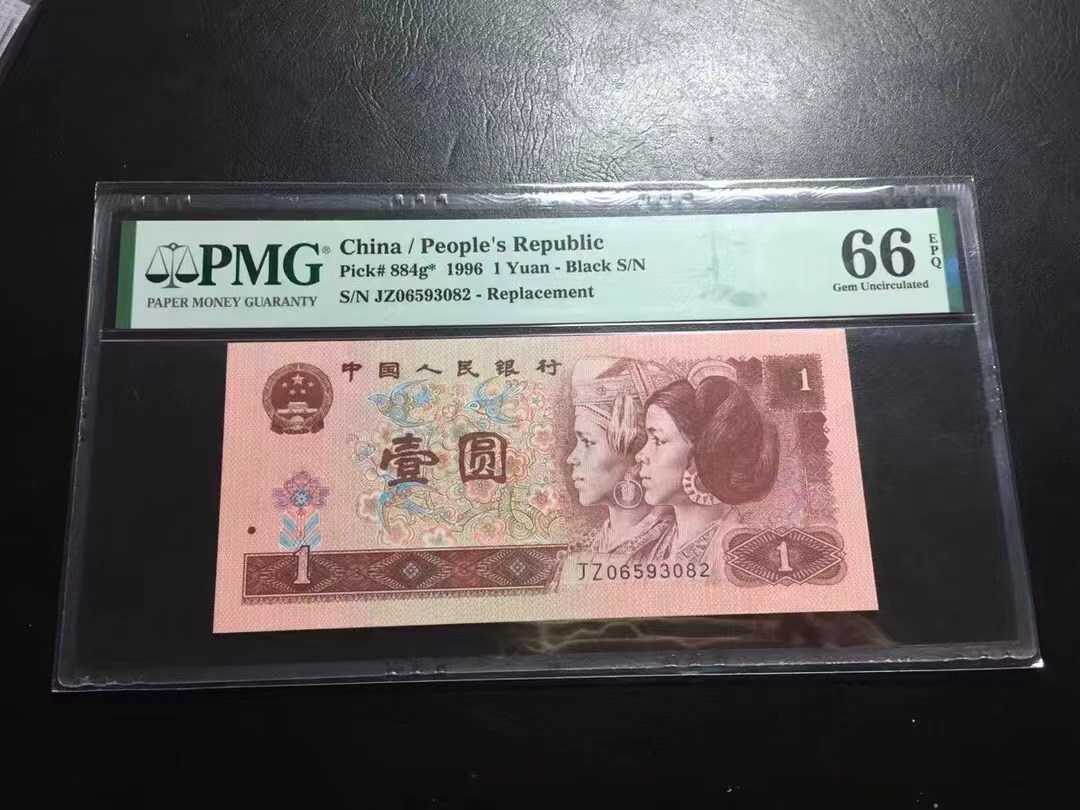 PMG®
PAPER MONEY GUARANTY
China / People's Republic
Pick# 884g* 1996 1 Yuan - Black S/N
S/N JZ06593082 - Replacement
66
EPQ
Gem Uncirculated
中国人民银行
壹圆
1
1
JZ06593082
1